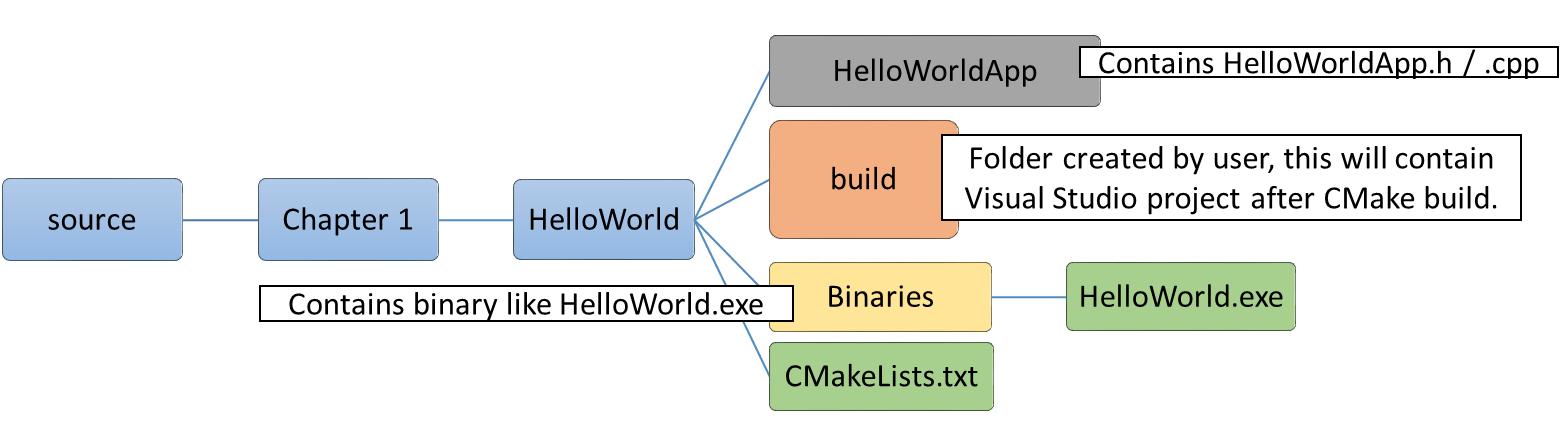 HelloWorldApp
Contains HelloWorldApp.h / .cpp
build
Folder created by user, this will contain
Visual Studio project after CMake build.
source
Chapter 1
HelloWorld
Contains binary like HelloWorld.exe
Binaries
HelloWorld.exe
CMakeLists.txt